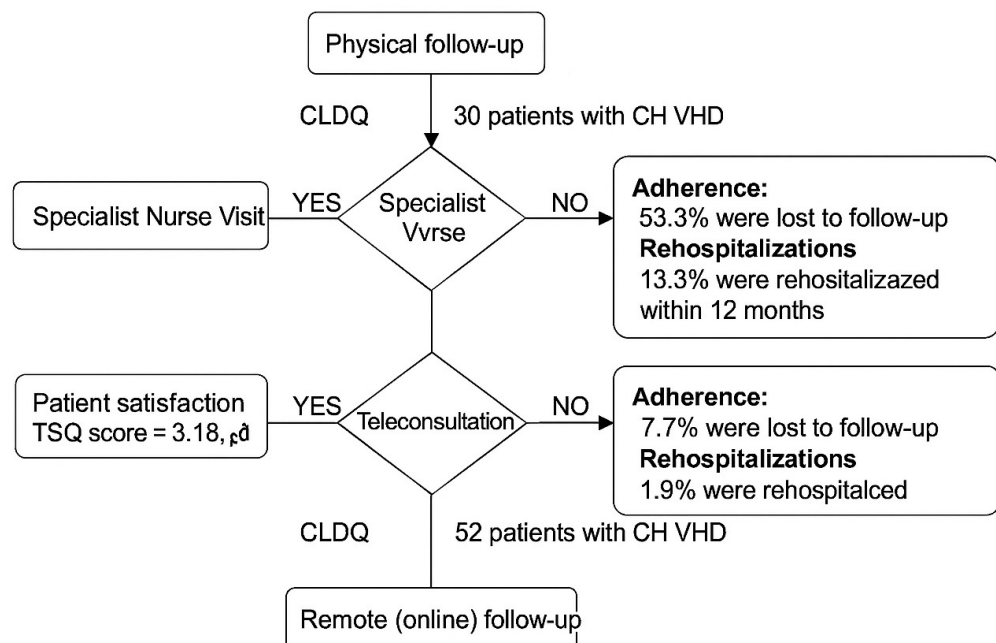 Physical follow-up
CLDQ
30 patients with CH VHD
Specialist Nurse Visit
YES
Specialist
Vvrse
NO
Adherence:
53.3% were lost to follow-up
Rehospitalizations
13.3% were rehositalizazed
within 12 months
Patient satisfaction
TSQ score = 3.18,
YES
Teleconsultation
NO
Adherence:
7.7% were lost to follow-up
Rehospitalizations
1.9% were rehospitalced
CLDQ
52 patients with CH VHD
Remote (online) follow-up